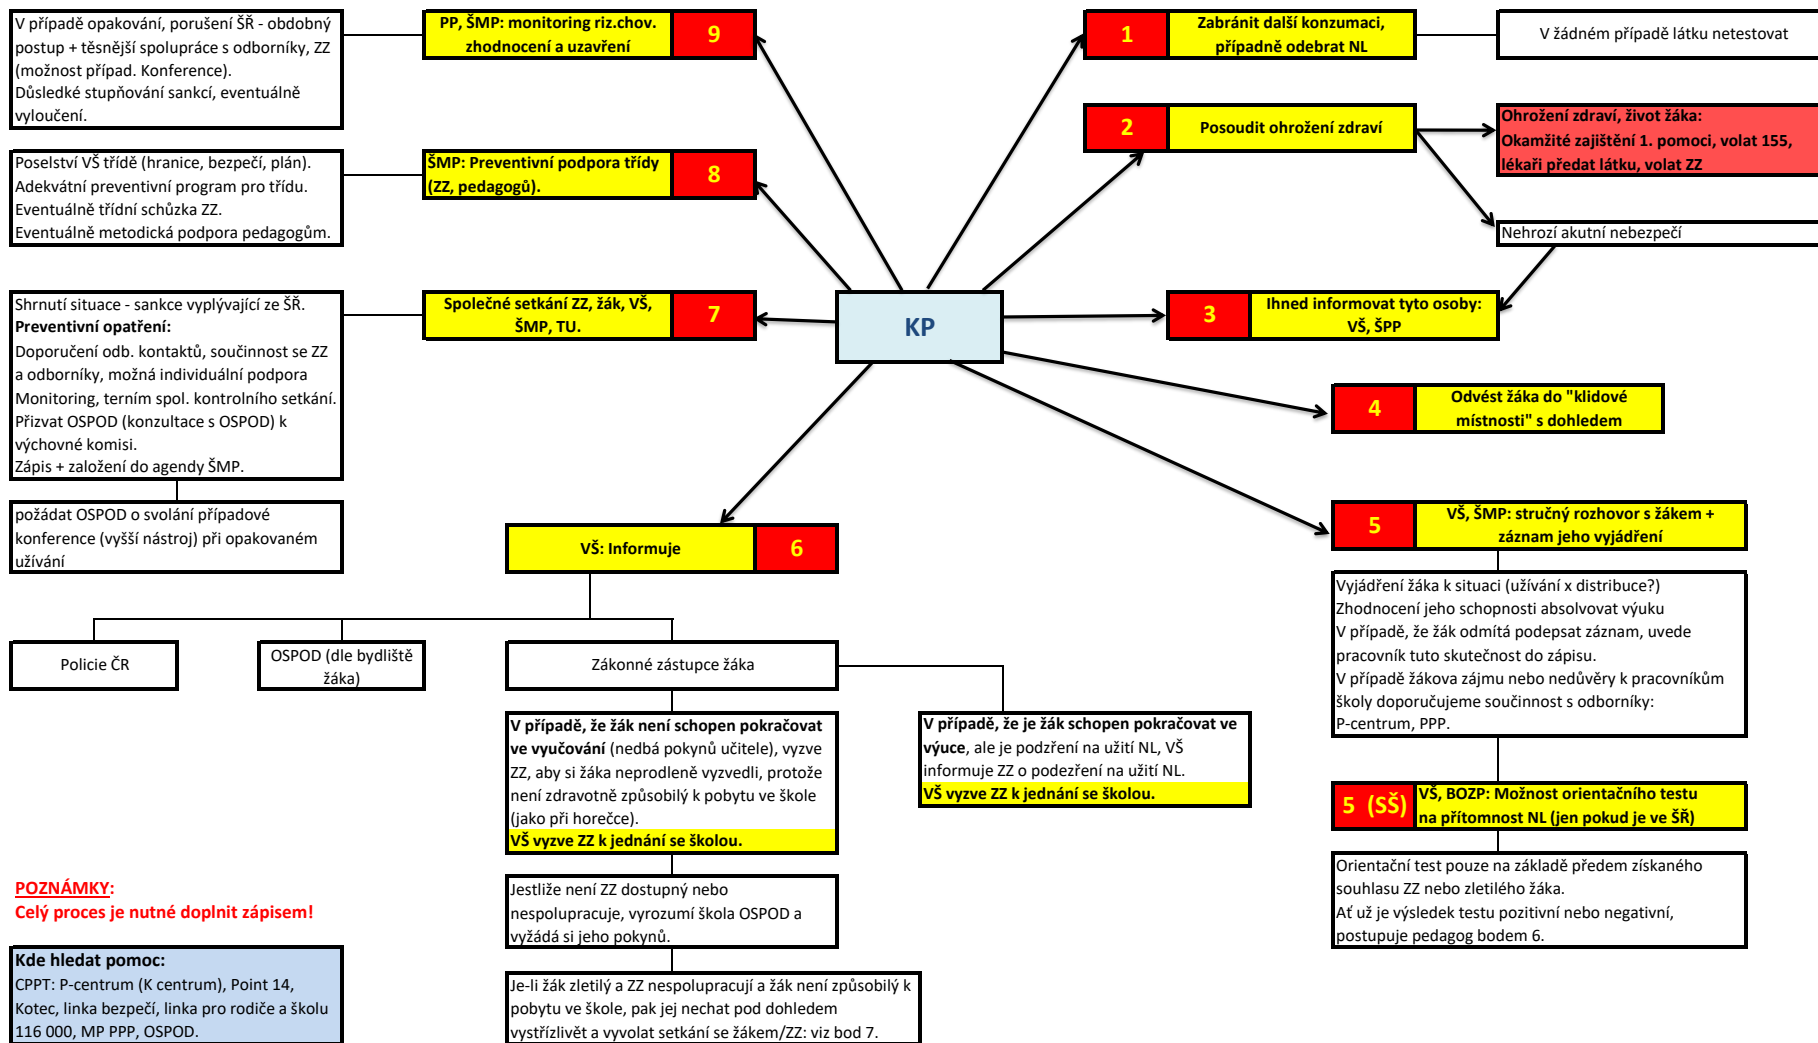 V případě opakování, porušení ŠŘ - obdobný
postup + těsnější spolupráce s odborníky, ZZ
(možnost případ. Konference).
Důsledké stupňování sankcí, eventuálně
vyloučení.
PP, ŠMP: monitoring riz.chov.
zhodnocení a uzavření
9
1
Zabránit další konzumaci,
případně odebrat NL
V žádném případě látku netestovat
2
Posoudit ohrožení zdraví
Ohrožení zdraví, život žáka:
Okamžité zajištění 1. pomoci, volat 155,
lékaři předat látku, volat ZZ
Nehrozí akutní nebezpečí
Poselství VŠ třídě (hranice, bezpečí, plán).
Adekvátní preventivní program pro třídu.
Eventuálně třídní schůzka ZZ.
Eventuálně metodická podpora pedagogům.
ŠMP: Preventivní podpora třídy
(ZZ, pedagogů).
8
Shrnutí situace - sankce vyplývající ze ŠŘ.
Preventivní opatření:
Doporučení odb. kontaktů, součinnost se ZZ
a odborníky, možná individuální podpora
Monitoring, terním spol. kontrolního setkání.
Přizvat OSPOD (konzultace s OSPOD) k
výchovné komisi.
Zápis + založení do agendy ŠMP.
Společné setkání ZZ, žák, VŠ,
ŠMP, TU.
7
KP
3
Ihned informovat tyto osoby:
VŠ, ŠPP
4
Odvést žáka do "klidové
místnosti" s dohledem
požádat OSPOD o svolání případové
konference (vyšší nástroj) při opakovaném
užívání
VŠ: Informuje
6
5
VŠ, ŠMP: stručný rozhovor s žákem +
záznam jeho vyjádření
Vyjádření žáka k situaci (užívání x distribuce?)
Zhodnocení jeho schopnosti absolvovat výuku
V případě, že žák odmítá podepsat záznam, uvede
pracovník tuto skutečnost do zápisu.
V případě žákova zájmu nebo nedůvěry k pracovníkům
školy doporučujeme součinnost s odborníky:
P-centrum, PPP.
Policie ČR
OSPOD (dle bydliště
žáka)
Zákonné zástupce žáka
V případě, že žák není schopen pokračovat
ve vyučování (nedbá pokynů učitele), vyzve
ZZ, aby si žáka neprodleně vyzvedli, protože
není zdravotně způsobilý k pobytu ve škole
(jako při horečce).
VŠ vyzve ZZ k jednání se školou.
V případě, že je žák schopen pokračovat ve
výuce, ale je podzření na užití NL, VŠ
informuje ZZ o podezření na užití NL.
VŠ vyzve ZZ k jednání se školou.
5 (SŠ)
VŠ, BOZP: Možnost orientačního testu
na přítomnost NL (jen pokud je ve ŠŘ)
Orientační test pouze na základě předem získaného
souhlasu ZZ nebo zletilého žáka.
Ať už je výsledek testu pozitivní nebo negativní,
postupuje pedagog bodem 6.
Jestliže není ZZ dostupný nebo
nespolupracuje, vyrozumí škola OSPOD a
vyžádá si jeho pokynů.
Je-li žák zletilý a ZZ nespolupracují a žák není způsobilý k
pobytu ve škole, pak jej nechat pod dohledem
vystřízlivět a vyvolat setkání se žákem/ZZ: viz bod 7.
POZNÁMKY:
Celý proces je nutné doplnit zápisem!
Kde hledat pomoc:
CPPT: P-centrum (K centrum), Point 14,
Kotec, linka bezpečí, linka pro rodiče a školu
116 000, MP PPP, OSPOD.